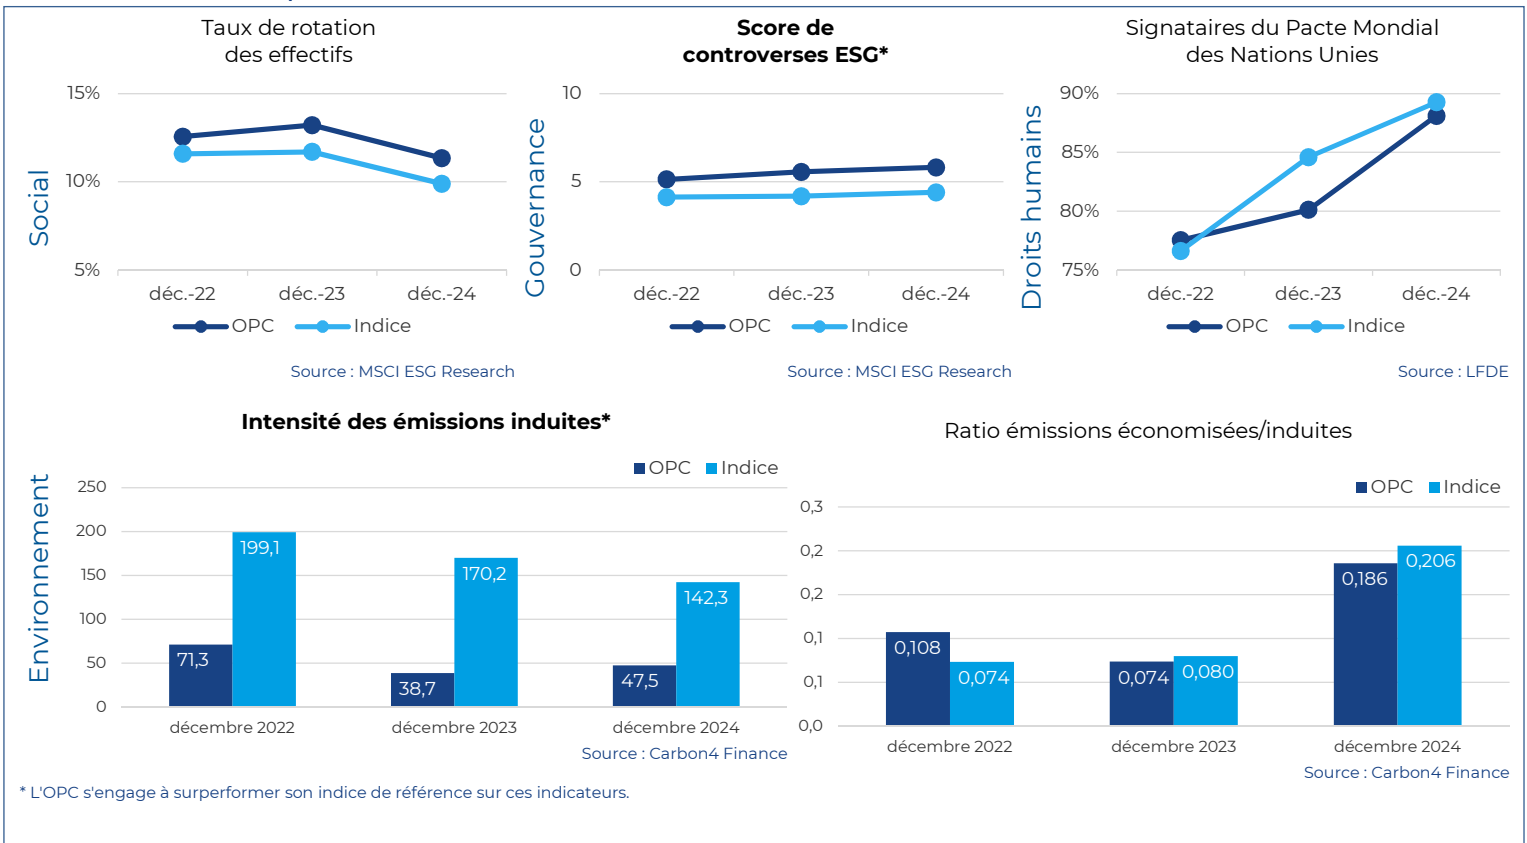 Taux de rotation
des effectifs
15%
10%
5%
Social
déc.-22
déc.-23
déc.-24
OPC
Indice
Source : MSCI ESG Research
Score de
controverses ESG*
10
5
0
Gouvernance
déc.-22
déc.-23
déc.-24
OPC
Indice
Source : MSCI ESG Research
Signataires du Pacte Mondial
des Nations Unies
90%
85%
80%
75%
Droits humains
déc.-22
déc.-23
déc.-24
OPC
Indice
Source : LFDE
Intensité des émissions induites*
OPC
Indice
Environnement
250
200
150
100
50
0
71,3
199,1
38,7
170,2
47,5
142,3
décembre 2022
décembre 2023
décembre 2024
Source : Carbon4 Finance
Ratio émissions économisées/induites
OPC
Indice
0,3
0,2
0,2
0,1
0,1
0,0
0,108
0,074
0,074
0,080
0,186
0,206
décembre 2022
décembre 2023
décembre 2024
Source : Carbon4 Finance
* L'OPC s'engage à surperformer son indice de référence sur ces indicateurs.